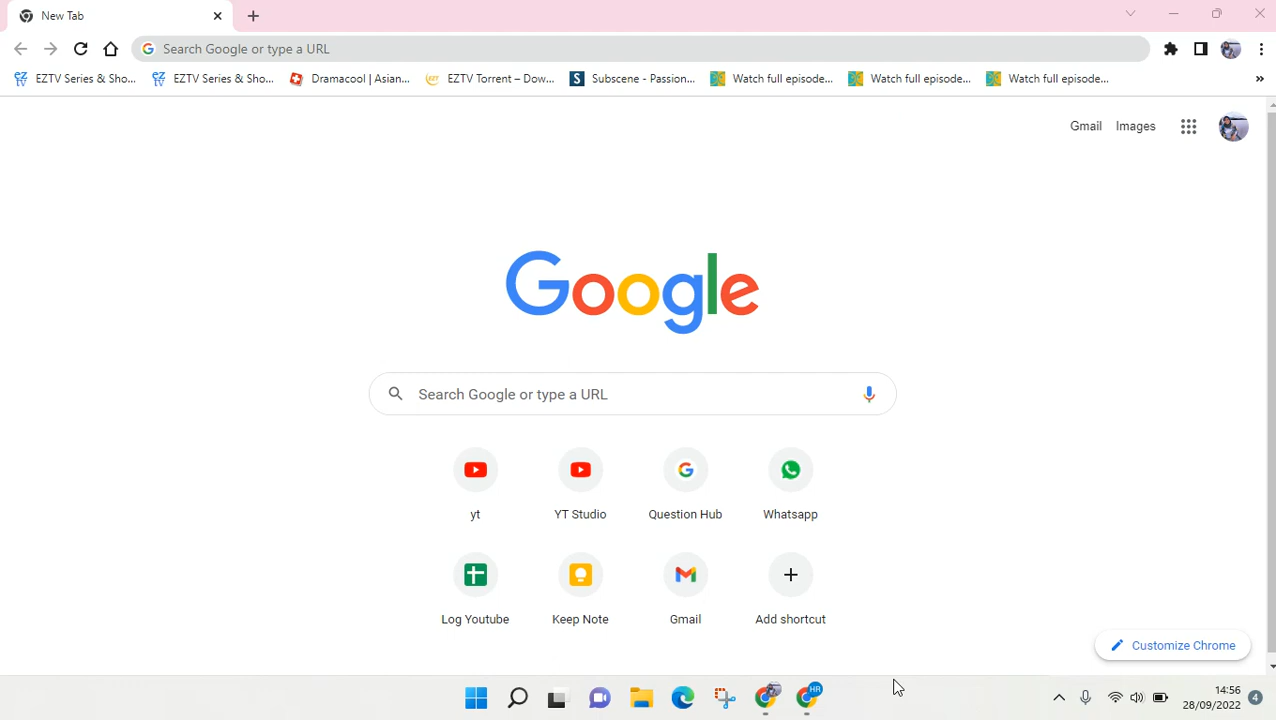 New Tab
Search Google or type a URL
EZTV Series & Sho... EZTV Series & Sho... Dramacool | Asian... EZTV Torrent – Dow... Subscene - Passion... Watch full episode... Watch full episode... Watch full episode... »
Gmail Images
Google
Search Google or type a URL
yt YT Studio Question Hub Whatsapp
Log Youtube Keep Note Gmail Add shortcut
Customize Chrome
HR
14:56
28/09/2022
4